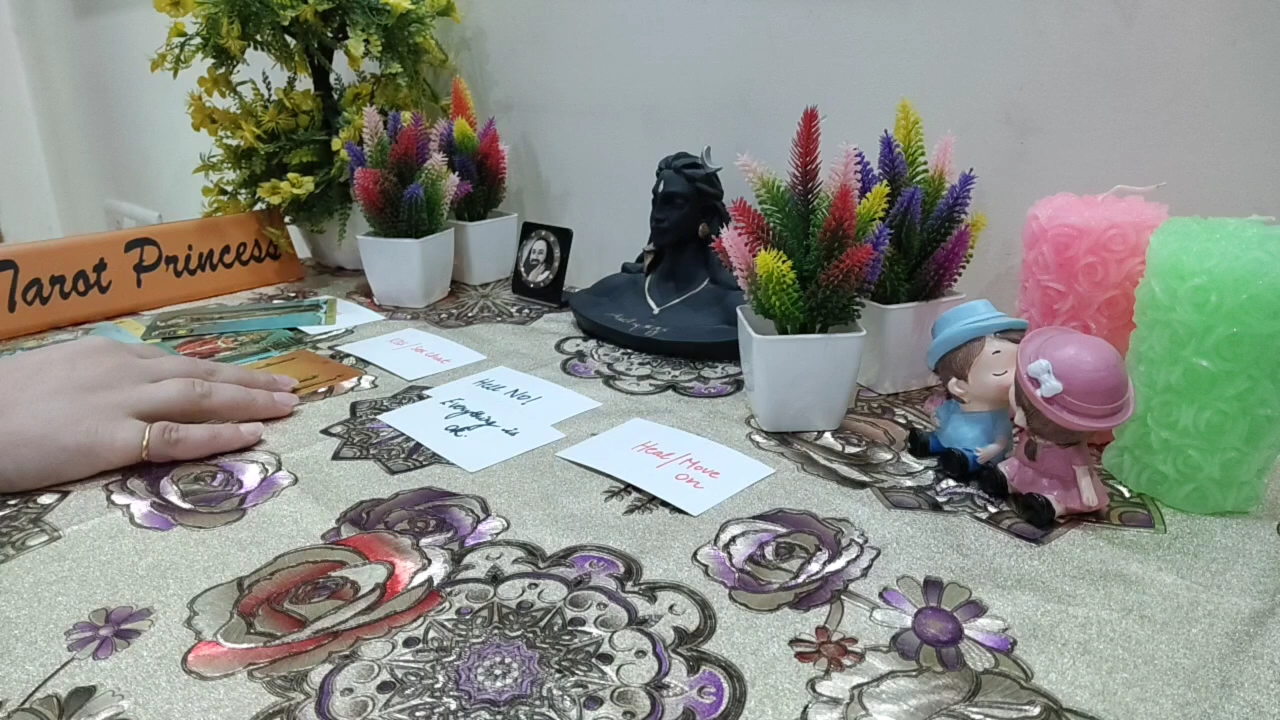 Tarot Princess
Hell No!
Everything is
ok.
Heal/Move
on